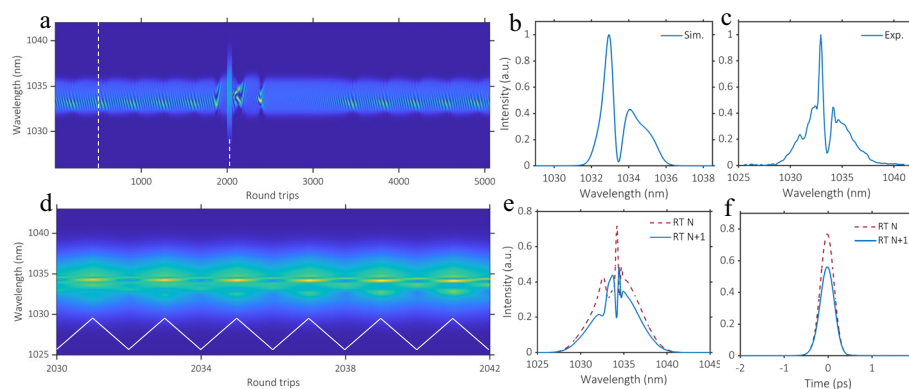 a
Wavelength (nm)
1040
1035
1030
1000
2000
3000
4000
5000
Round trips
b
Intensity (a.u.)
1
0.8
0.6
0.4
0.2
0
Sim.
1030
1032
1034
1036
1038
Wavelength (nm)
c
1
0.8
0.6
0.4
0.2
0
Exp.
1025
1030
1035
1040
Wavelength (nm)
d
Wavelength (nm)
1040
1035
1030
1025
2030
2034
2038
2042
Round trips
e
Intensity (a.u.)
0.8
0.6
0.4
0.2
0
RT N
RT N+1
1025
1030
1035
1040
1045
Wavelength (nm)
f
0.8
0.6
0.4
0.2
0
RT N
RT N+1
-2
-1
0
1
Time (ps)